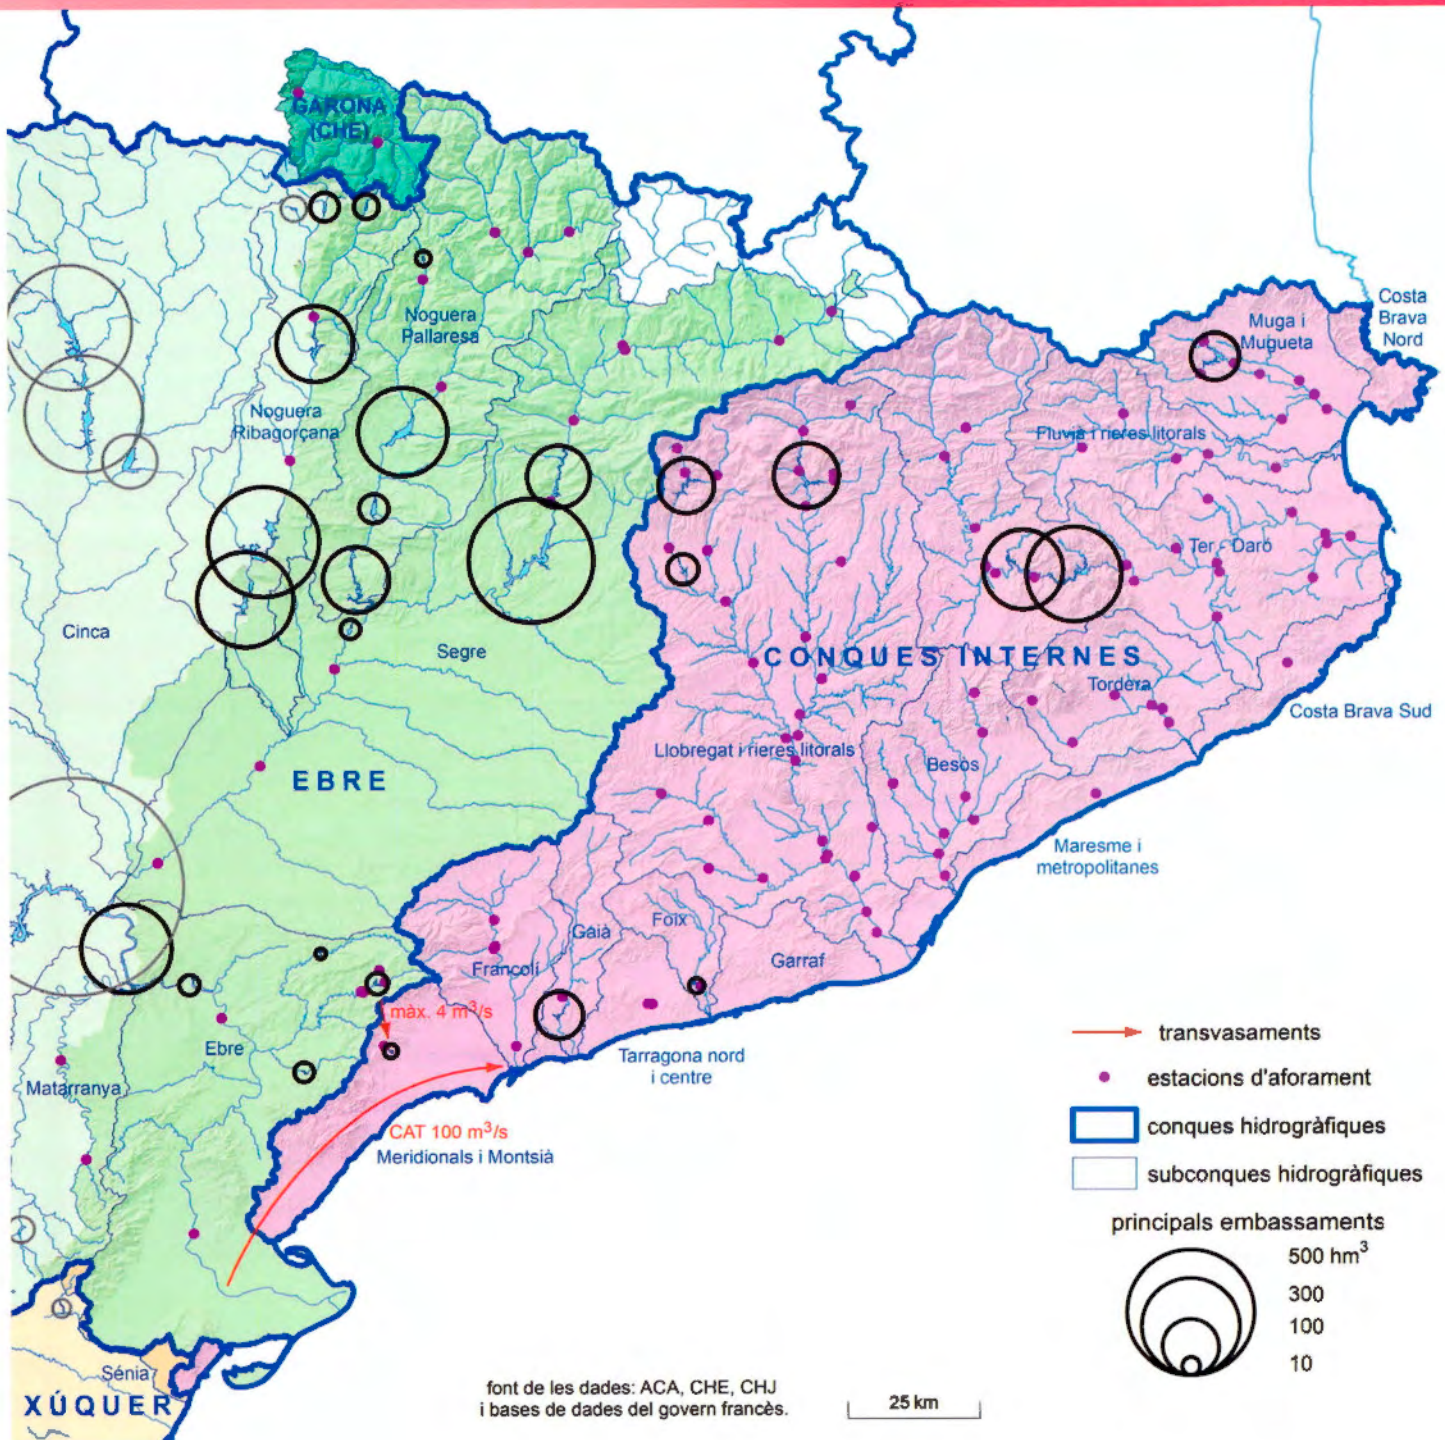 GARONA
(CHE)
Costa
Brava
Nord
Muga i
Mugueta
Noguera
Pallaresa
Noguera
Ribagorçana
Fluvià i rieres litorals
Ter - Daró
Cinca
Segre
CONQUES INTERNES
Tordera
Costa Brava Sud
Llobregat i rieres litorals
Besòs
EBRE
Maresme i
metropolitanes
Foix
Gaià
Francolí
Garraf
màx. 4 m³/s
Ebre
Tarragona nord
i centre
Matarranya
CAT 100 m³/s
Meridionals i Montsià
transvasaments
estacions d'aforament
conques hidrogràfiques
subconques hidrogràfiques
principals embassaments
500 hm³
300
100
10
Sénia
XÚQUER
font de les dades: ACA, CHE, CHJ
i bases de dades del govern francès.
25 km